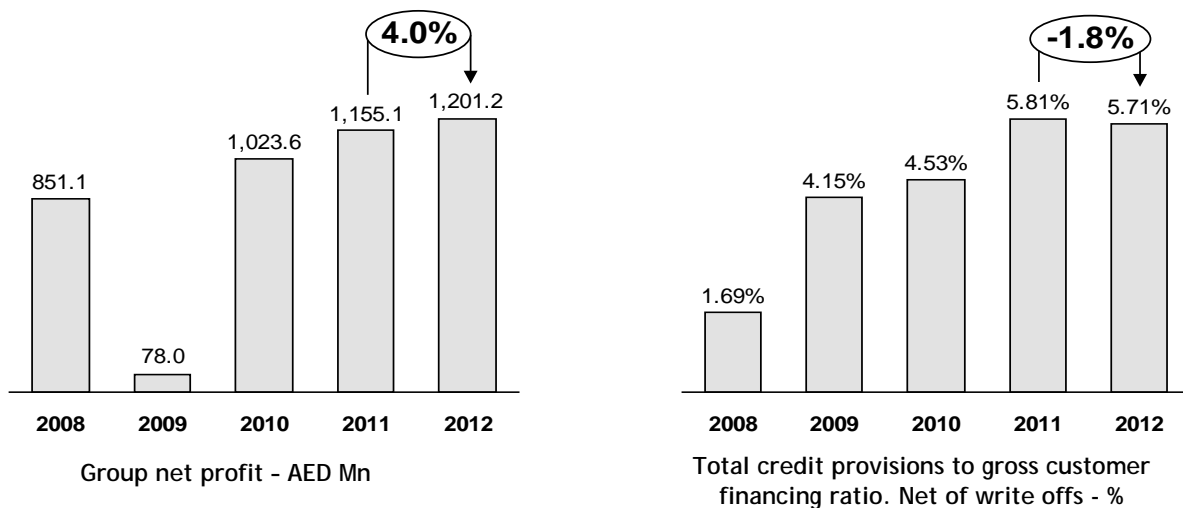 4.0%
1,201.2
1,155.1
1,023.6
851.1
78.0
2008 2009 2010 2011 2012
Group net profit - AED Mn
-1.8%
5.81% 5.71%
4.53%
4.15%
1.69%
2008 2009 2010 2011 2012
Total credit provisions to gross customer
financing ratio. Net of write offs - %